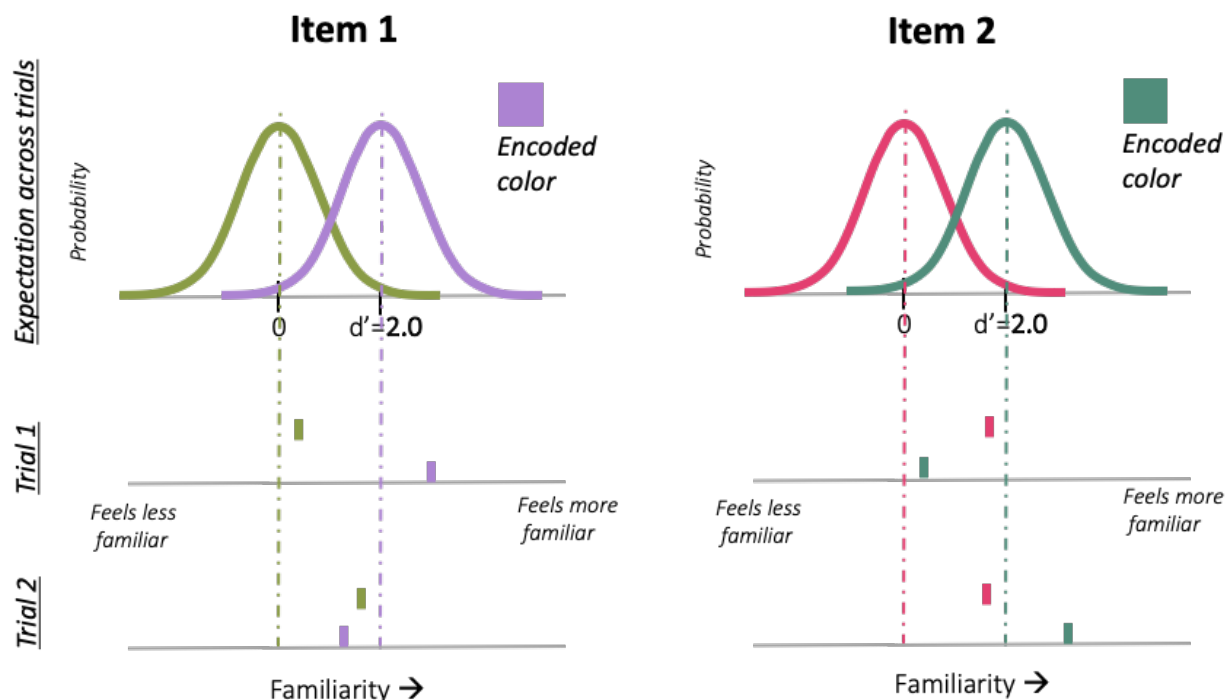 Item 1
Item 2
Expectation across trials
Probability
Encoded
color
0
d'=2.0
Probability
Encoded
color
0
d'=2.0
Trial 1
Feels less
familiar
Feels more
familiar
Feels less
familiar
Feels more
familiar
Trial 2
Familiarity →
Familiarity →